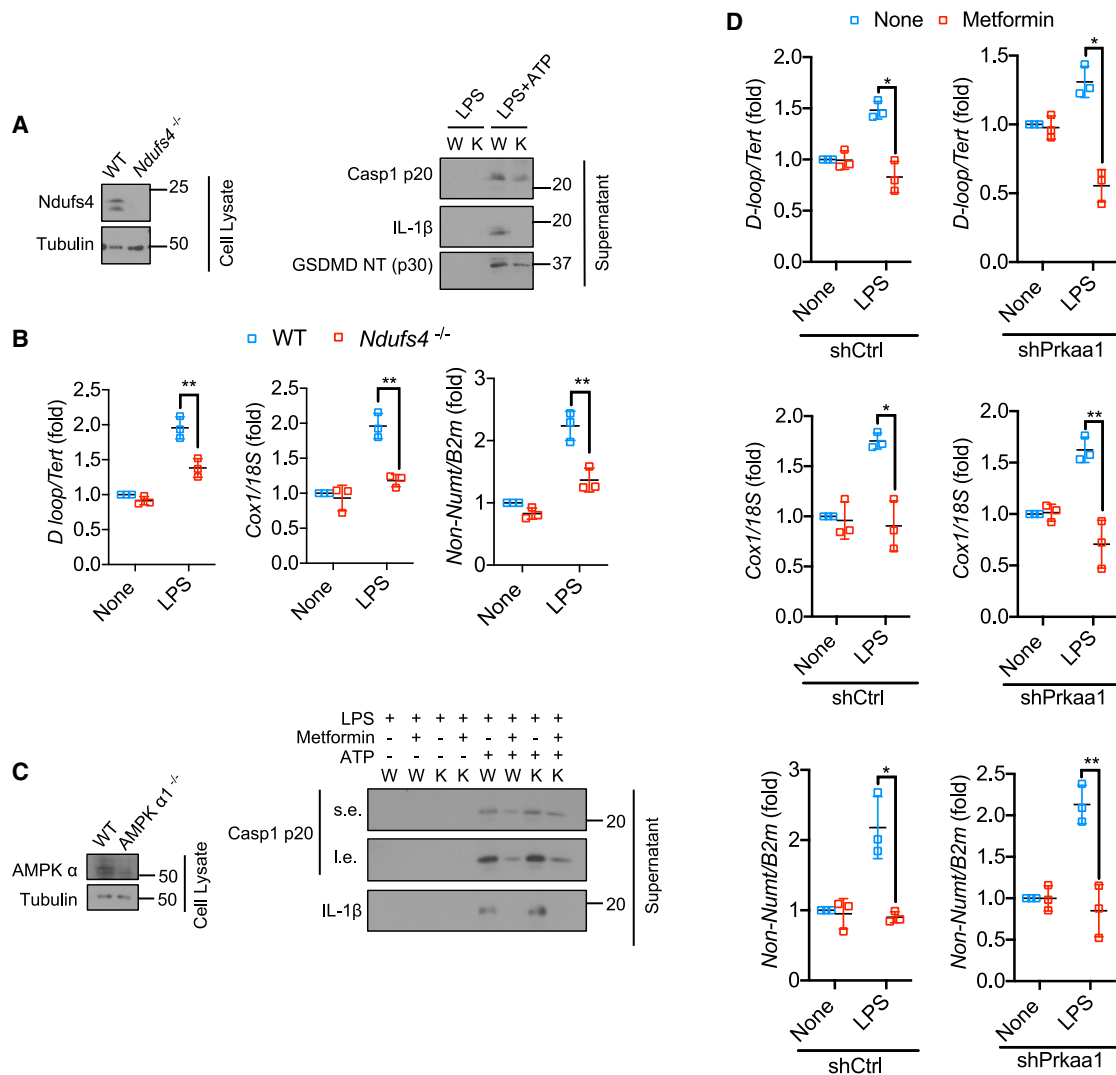 A
WT
Ndufs4 -/-
Ndufs4
25
Tubulin
50
Cell Lysate
LPS
LPS+ATP
W K W K
Casp1 p20
20
IL-1β
20
GSDMD NT (p30)
37
Supernatant
B
WT Ndufs4 -/-
D loop/Tert (fold)
2.5
2.0
1.5
1.0
0.5
0.0
**
None
LPS
Cox1/18S (fold)
2.5
2.0
1.5
1.0
0.5
0.0
**
None
LPS
Non-Numt/B2m (fold)
3
2
1
0
**
None
LPS
C
WT
AMPK α1 -/-
AMPK α
50
Tubulin
50
Cell Lysate
LPS + + + + + + + +
Metformin - + - + - + - +
ATP - - - - + + + +
W W K K W W K K
Casp1 p20
s.e.
20
l.e.
IL-1β
20
Supernatant
D
None Metformin
D-loop/Tert (fold)
2.0
1.5
1.0
0.5
0.0
*
None
LPS
shCtrl
D-loop/Tert (fold)
1.5
1.0
0.5
0.0
*
None
LPS
shPrkaa1
Cox1/18S (fold)
2.0
1.5
1.0
0.5
0.0
*
None
LPS
shCtrl
Cox1/18S (fold)
2.0
1.5
1.0
0.5
0.0
**
None
LPS
shPrkaa1
Non-Numt/B2m (fold)
3
2
1
0
*
None
LPS
shCtrl
Non-Numt/B2m (fold)
2.5
2.0
1.5
1.0
0.5
0.0
**
None
LPS
shPrkaa1